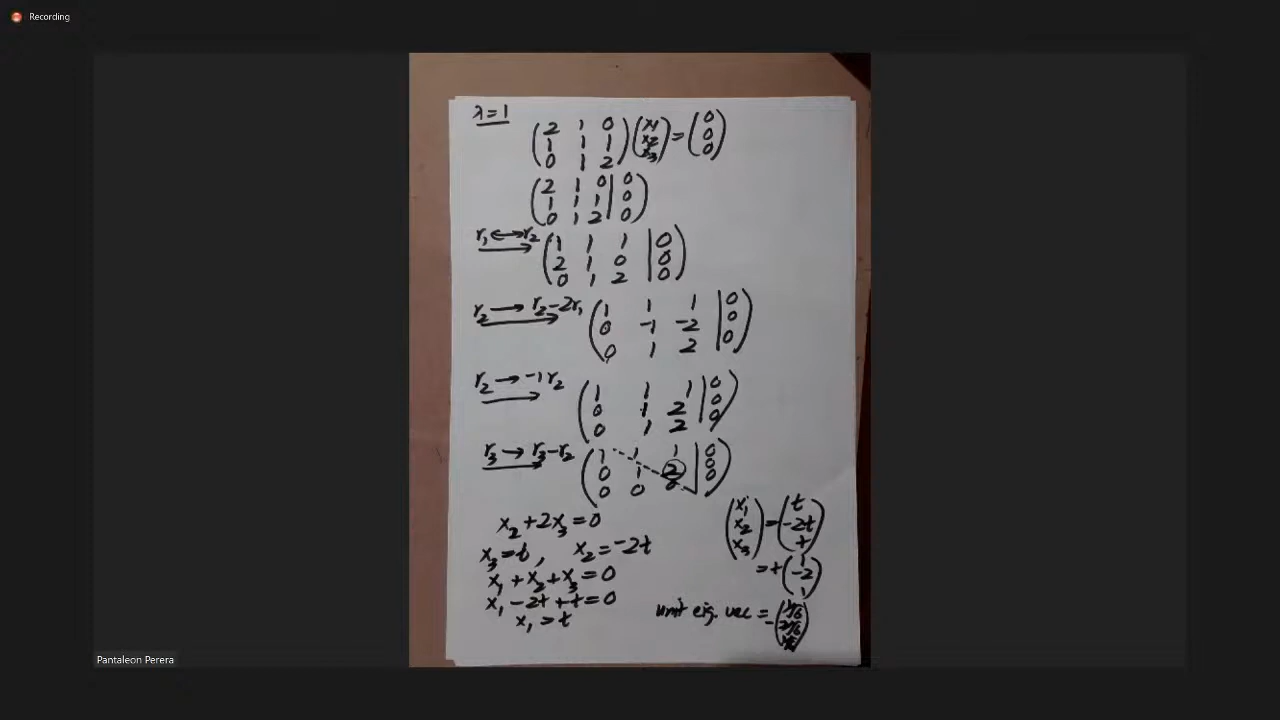 Recording
λ=1
(2 1 0) (x₁) = (0)
(1 1 1) (x₂) (0)
(0 1 2) (x₃) (0)
(2 1 0 | 0)
(1 1 1 | 0)
(0 1 2 | 0)
r₁ ↔ r₂ (1 1 1 | 0)
(2 1 0 | 0)
(0 1 2 | 0)
r₂ → r₂-2r₁ (1 1 1 | 0)
(0 -1 -2 | 0)
(0 1 2 | 0)
r₂ → -1 r₂ (1 1 1 | 0)
(0 1 2 | 0)
(0 1 2 | 0)
r₃ → r₃-r₂ (1 1 1 | 0)
(0 1 2 | 0)
(0 0 0 | 0)
x₂ + 2x₃ = 0
x₃ = t, x₂ = -2t
x₁ + x₂ + x₃ = 0
x₁ - 2t + t = 0
x₁ = t
(x₁) = (t)
(x₂) (-2t)
(x₃) (t)
= t (1)
(-2)
(1)
unit eig. vec =
Pantaleon Perera